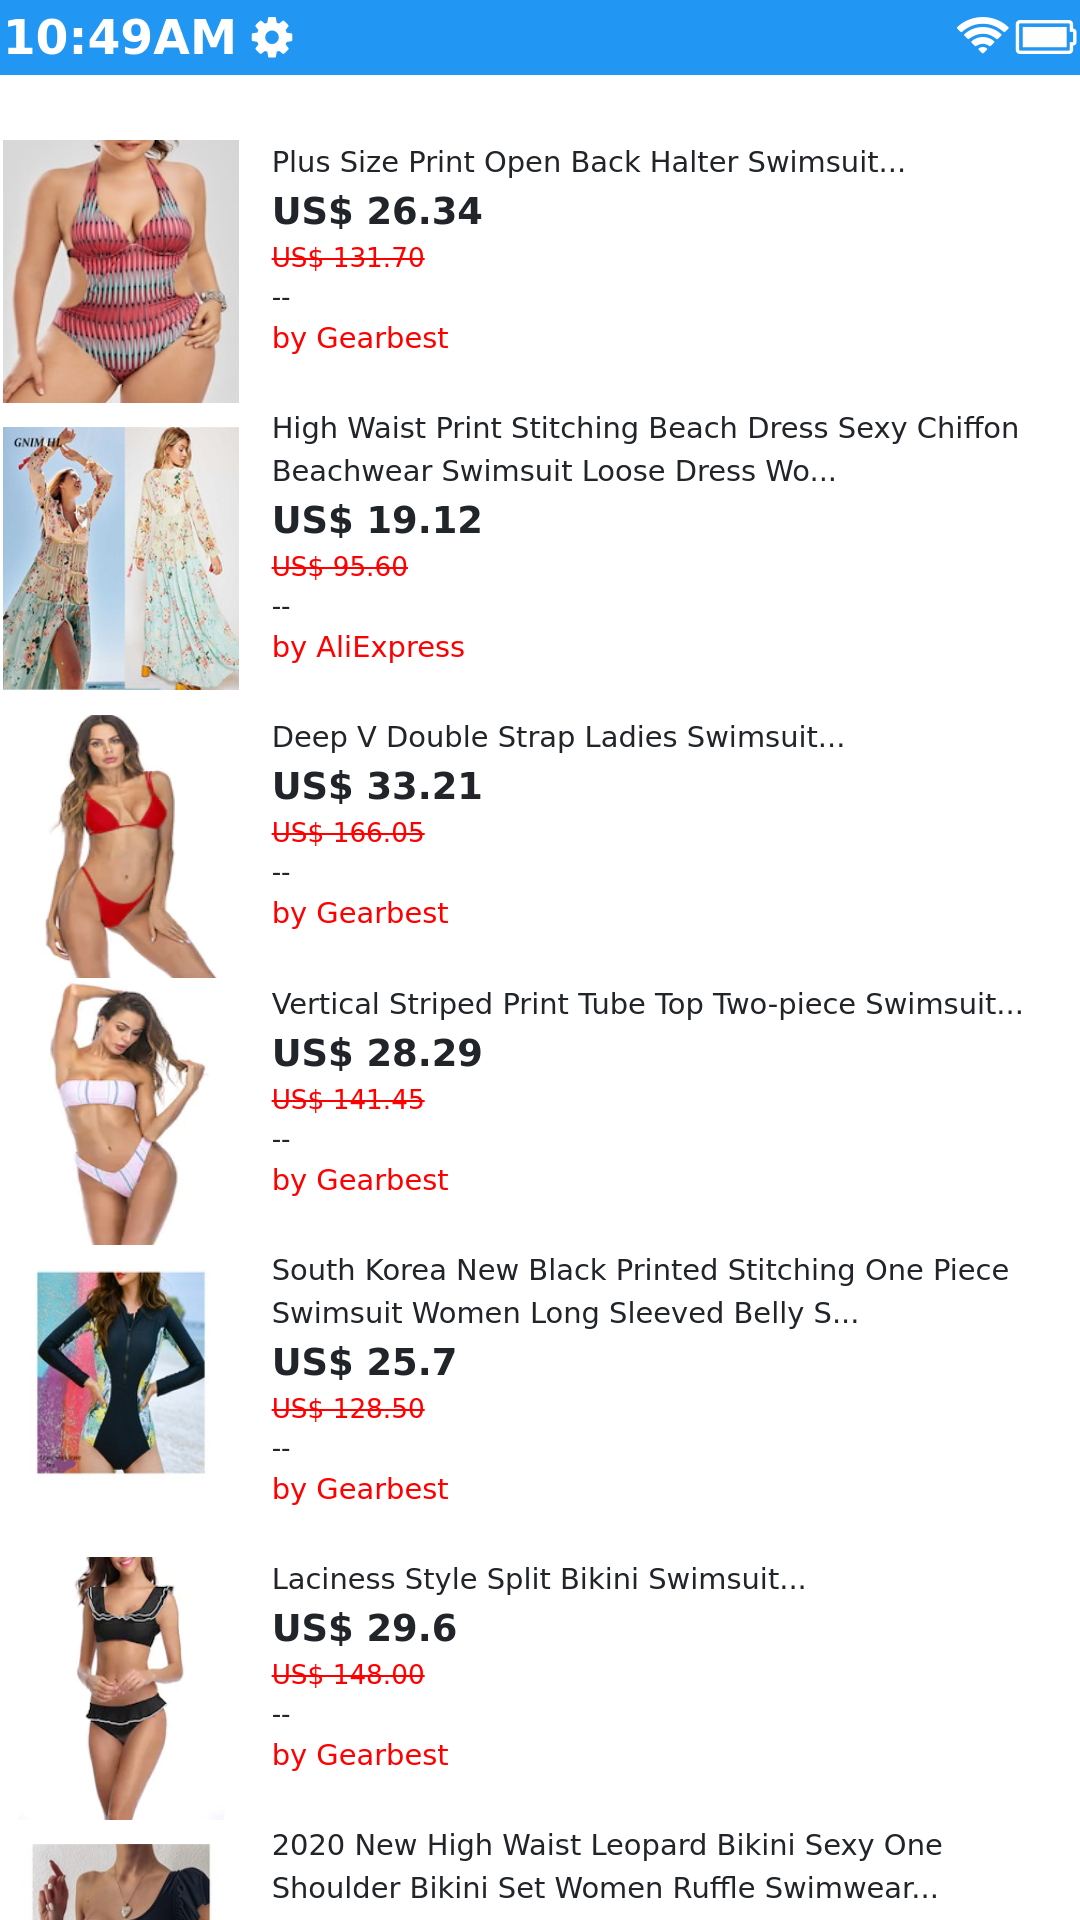 10:49AM
Plus Size Print Open Back Halter Swimsuit...
US$ 26.34
US$ 131.70
--
by Gearbest
GNIM HI
High Waist Print Stitching Beach Dress Sexy Chiffon
Beachwear Swimsuit Loose Dress Wo...
US$ 19.12
US$ 95.60
--
by AliExpress
Deep V Double Strap Ladies Swimsuit...
US$ 33.21
US$ 166.05
--
by Gearbest
Vertical Striped Print Tube Top Two-piece Swimsuit...
US$ 28.29
US$ 141.45
--
by Gearbest
South Korea New Black Printed Stitching One Piece
Swimsuit Women Long Sleeved Belly S...
US$ 25.7
US$ 128.50
--
by Gearbest
Laciness Style Split Bikini Swimsuit...
US$ 29.6
US$ 148.00
--
by Gearbest
2020 New High Waist Leopard Bikini Sexy One
Shoulder Bikini Set Women Ruffle Swimwear...